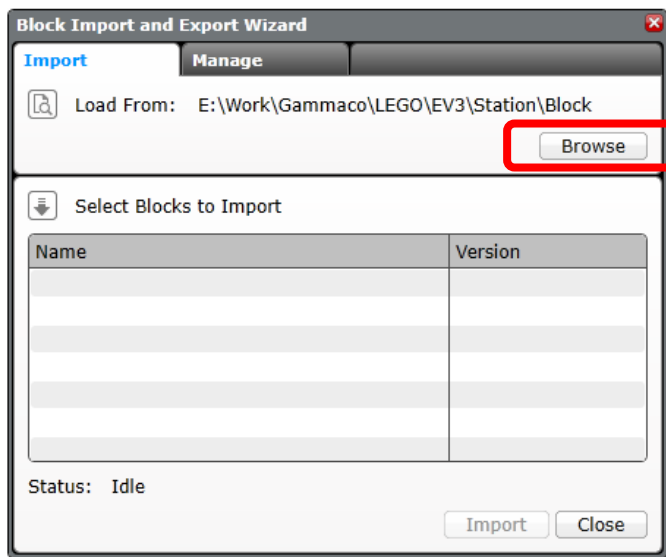 Block Import and Export Wizard
Import Manage
Load From: E:\Work\Gammaco\LEGO\EV3\Station\Block
Browse
Select Blocks to Import
Name Version
Status: Idle
Import Close